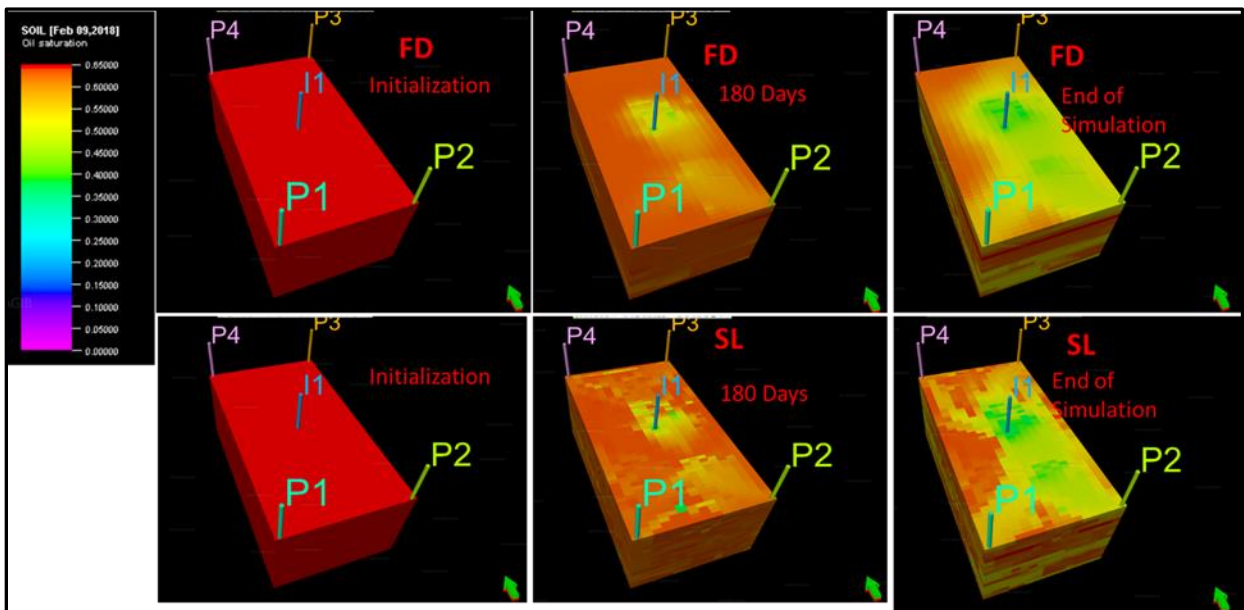 SOIL [Feb 09,2018]
Oil saturation
0.65000
0.60000
0.55000
0.50000
0.45000
0.40000
0.35000
0.30000
0.25000
0.20000
0.15000
0.10000
0.05000
0.00000
P4
P3
FD
I1
Initialization
P2
P1
P4
P3
FD
I1
180 Days
P2
P1
P4
P3
FD
I1
End of
Simulation
P2
P1
P4
P3
I1
Initialization
P2
P1
P4
P3
SL
I1
180 Days
P2
P1
P4
P3
SL
I1
End of
Simulation
P2
P1